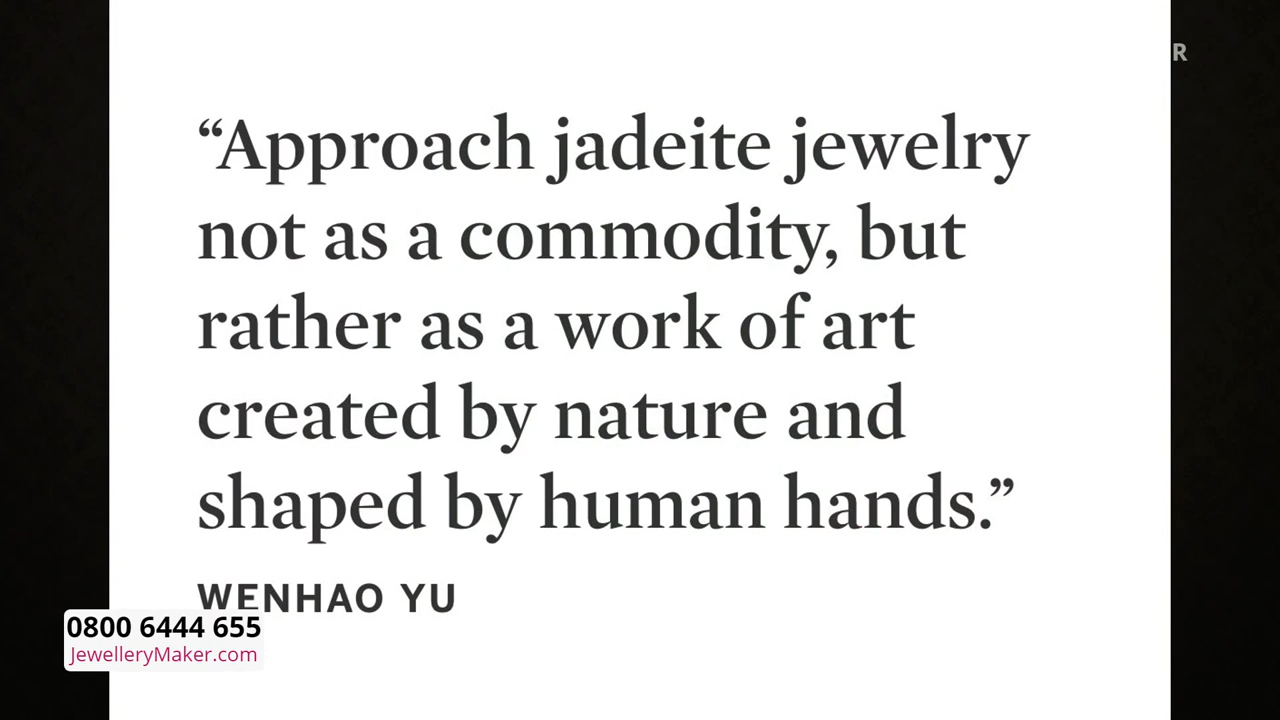 “Approach jadeite jewelry
not as a commodity, but
rather as a work of art
created by nature and
shaped by human hands.”
WENHAO YU
0800 6444 655
JewelleryMaker.com